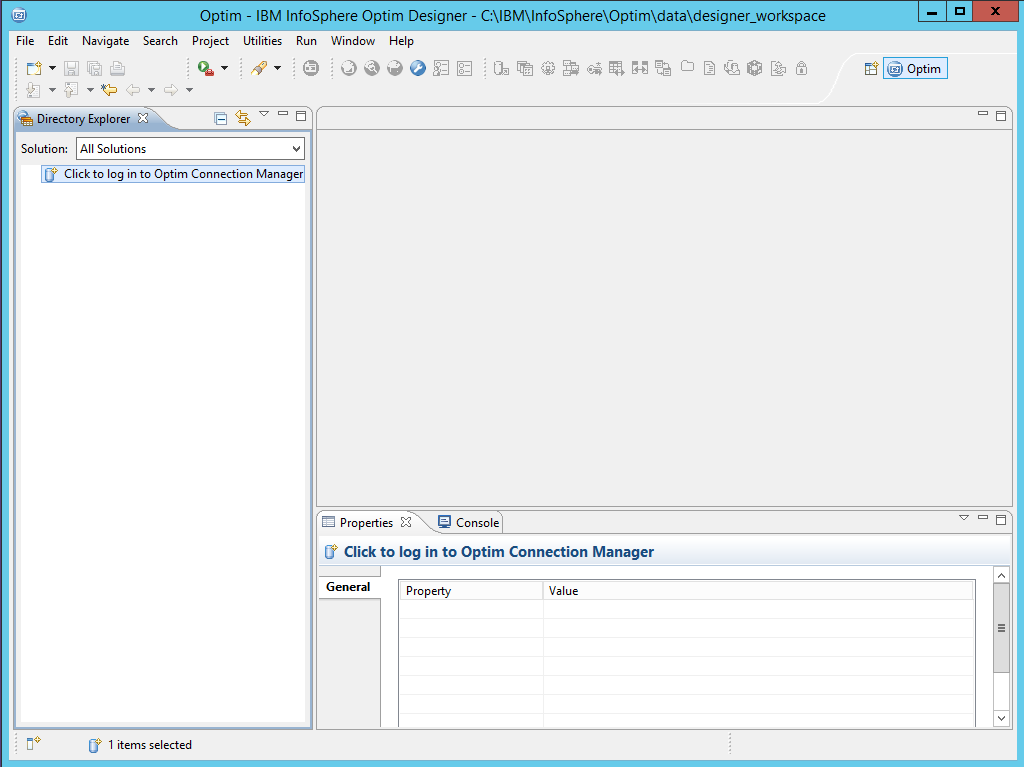 Optim - IBM InfoSphere Optim Designer - C:\IBM\InfoSphere\Optim\data\designer_workspace
File Edit Navigate Search Project Utilities Run Window Help
Optim
Directory Explorer
Solution: All Solutions
Click to log in to Optim Connection Manager
Properties Console
Click to log in to Optim Connection Manager
General
Property Value
1 items selected